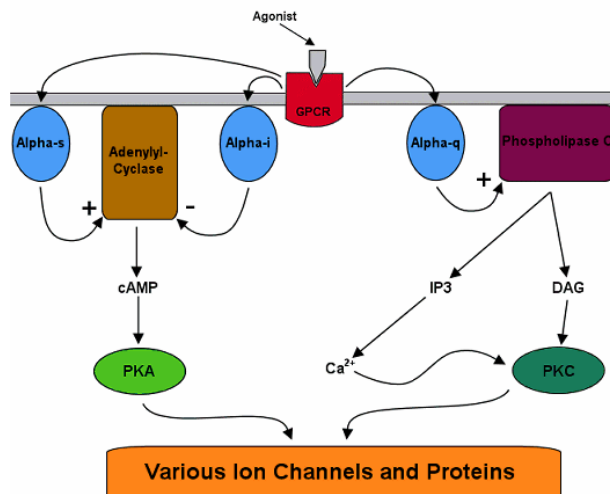 Agonist
GPCR
Alpha-s
Adenylyl-
Cyclase
Alpha-i
Alpha-q
Phospholipase C
+
-
+
cAMP
IP3
DAG
PKA
Ca²⁺
PKC
Various Ion Channels and Proteins